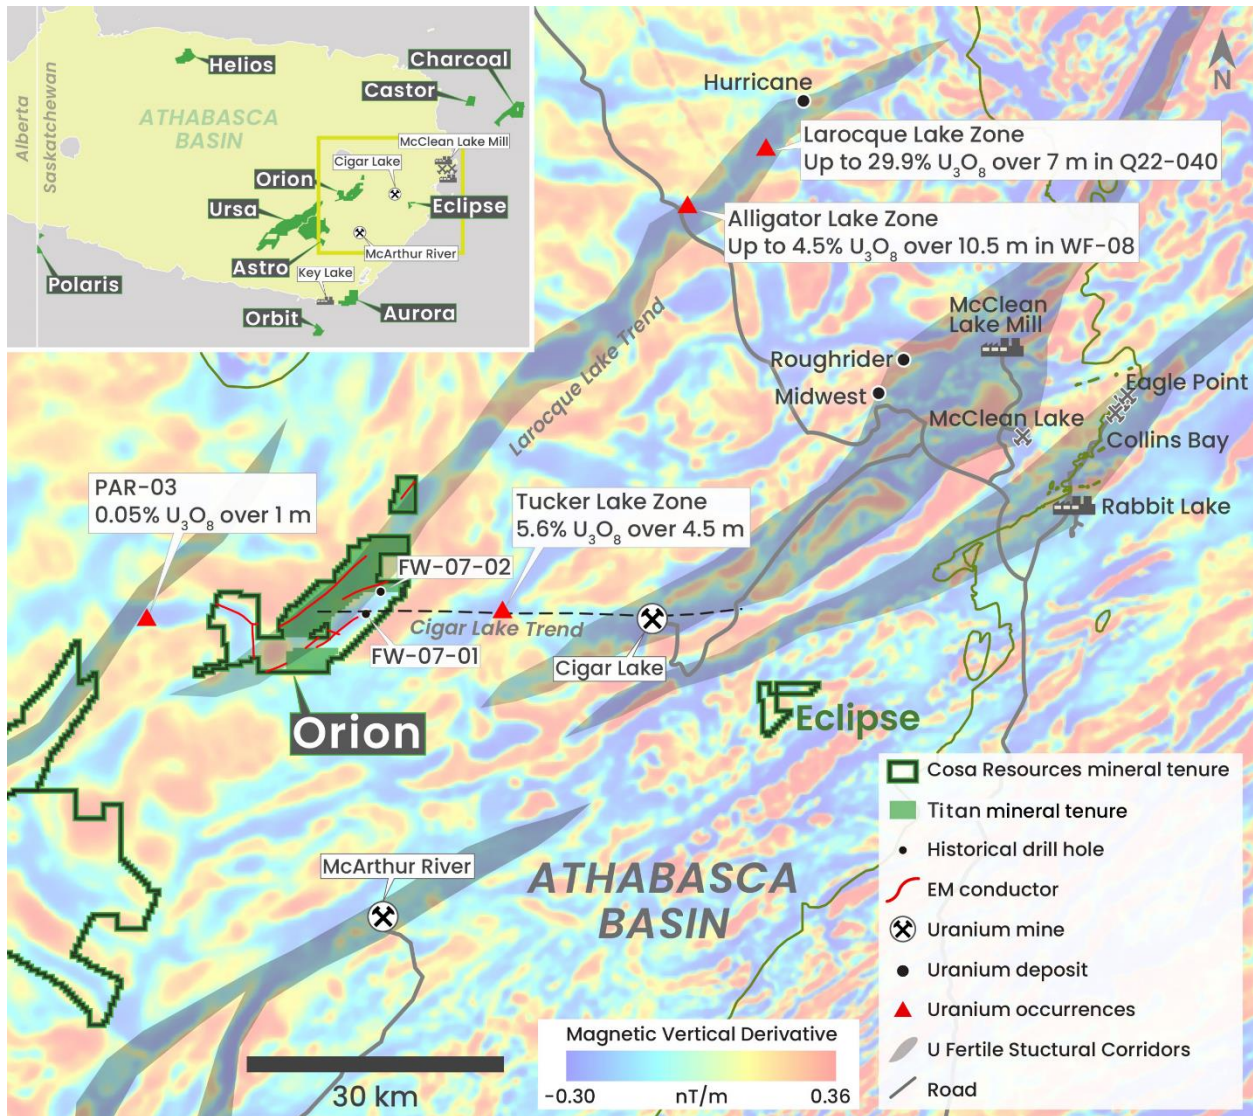 Helios
Charcoal
Castor
Alberta
Saskatchewan
ATHABASCA
BASIN
McClean Lake Mill
Cigar Lake
Orion
Ursa
Eclipse
McArthur River
Astro
Key Lake
Polaris
Aurora
Orbit
N
Hurricane
Larocque Lake Zone
Up to 29.9% U₃O₈ over 7 m in Q22-040
Alligator Lake Zone
Up to 4.5% U₃O₈ over 10.5 m in WF-08
Larocque Lake Trend
McClean
Lake Mill
Roughrider
Midwest
Eagle Point
McClean Lake
Collins Bay
Rabbit Lake
PAR-03
0.05% U₃O₈ over 1 m
Tucker Lake Zone
5.6% U₃O₈ over 4.5 m
FW-07-02
Cigar Lake Trend
FW-07-01
Cigar Lake
Orion
Eclipse
McArthur River
ATHABASCA
BASIN
30 km
Magnetic Vertical Derivative
-0.30 nT/m 0.36
Cosa Resources mineral tenure
Titan mineral tenure
Historical drill hole
EM conductor
Uranium mine
Uranium deposit
Uranium occurrences
U Fertile Stuctural Corridors
Road